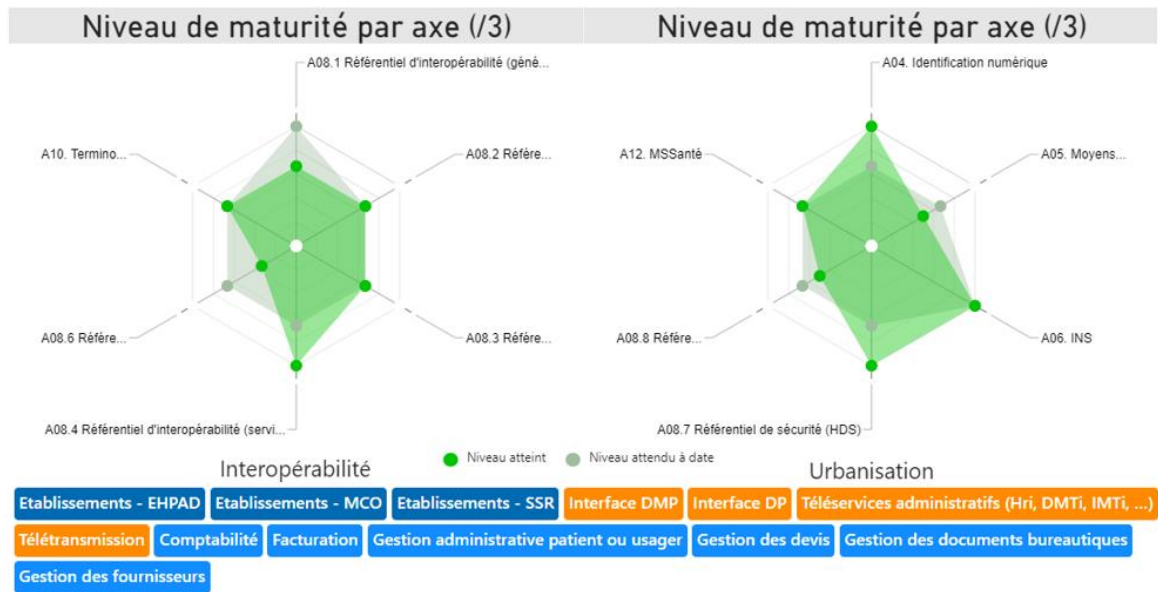 Niveau de maturité par axe (/3)
Niveau de maturité par axe (/3)
A08.1 Référentiel d'interopérabilité (géné...
A10. Termino...
A08.2 Réfère...
A08.6 Réfère...
A08.3 Réfère...
A08.4 Référentiel d'interopérabilité (servi...
A04. Identification numérique
A12. MSSanté
A05. Moyens...
A08.8 Réfère...
A06. INS
A08.7 Référentiel de sécurité (HDS)
Niveau atteint
Niveau attendu à date
Interopérabilité
Urbanisation
Etablissements - EHPAD
Etablissements - MCO
Etablissements - SSR
Interface DMP
Interface DP
Téléservices administratifs (Hri, DMTi, IMTi, ...)
Télétransmission
Comptabilité
Facturation
Gestion administrative patient ou usager
Gestion des devis
Gestion des documents bureautiques
Gestion des fournisseurs